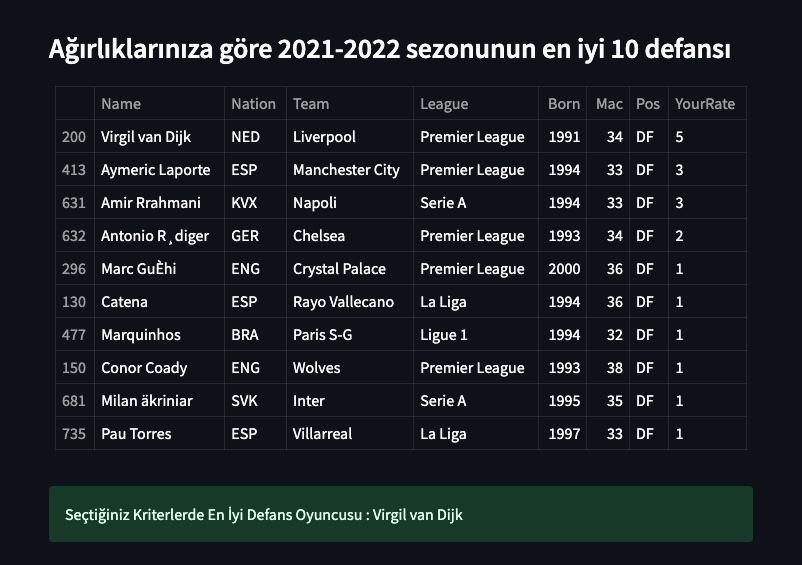 Ağırlıklarınıza göre 2021-2022 sezonunun en iyi 10 defansı
Name Nation Team League Born Mac Pos YourRate
200 Virgil van Dijk NED Liverpool Premier League 1991 34 DF 5
413 Aymeric Laporte ESP Manchester City Premier League 1994 33 DF 3
631 Amir Rrahmani KVX Napoli Serie A 1994 33 DF 3
632 Antonio R¸diger GER Chelsea Premier League 1993 34 DF 2
296 Marc GuÈhi ENG Crystal Palace Premier League 2000 36 DF 1
130 Catena ESP Rayo Vallecano La Liga 1994 36 DF 1
477 Marquinhos BRA Paris S-G Ligue 1 1994 32 DF 1
150 Conor Coady ENG Wolves Premier League 1993 38 DF 1
681 Milan äkriniar SVK Inter Serie A 1995 35 DF 1
735 Pau Torres ESP Villarreal La Liga 1997 33 DF 1
Seçtiğiniz Kriterlerde En İyi Defans Oyuncusu : Virgil van Dijk